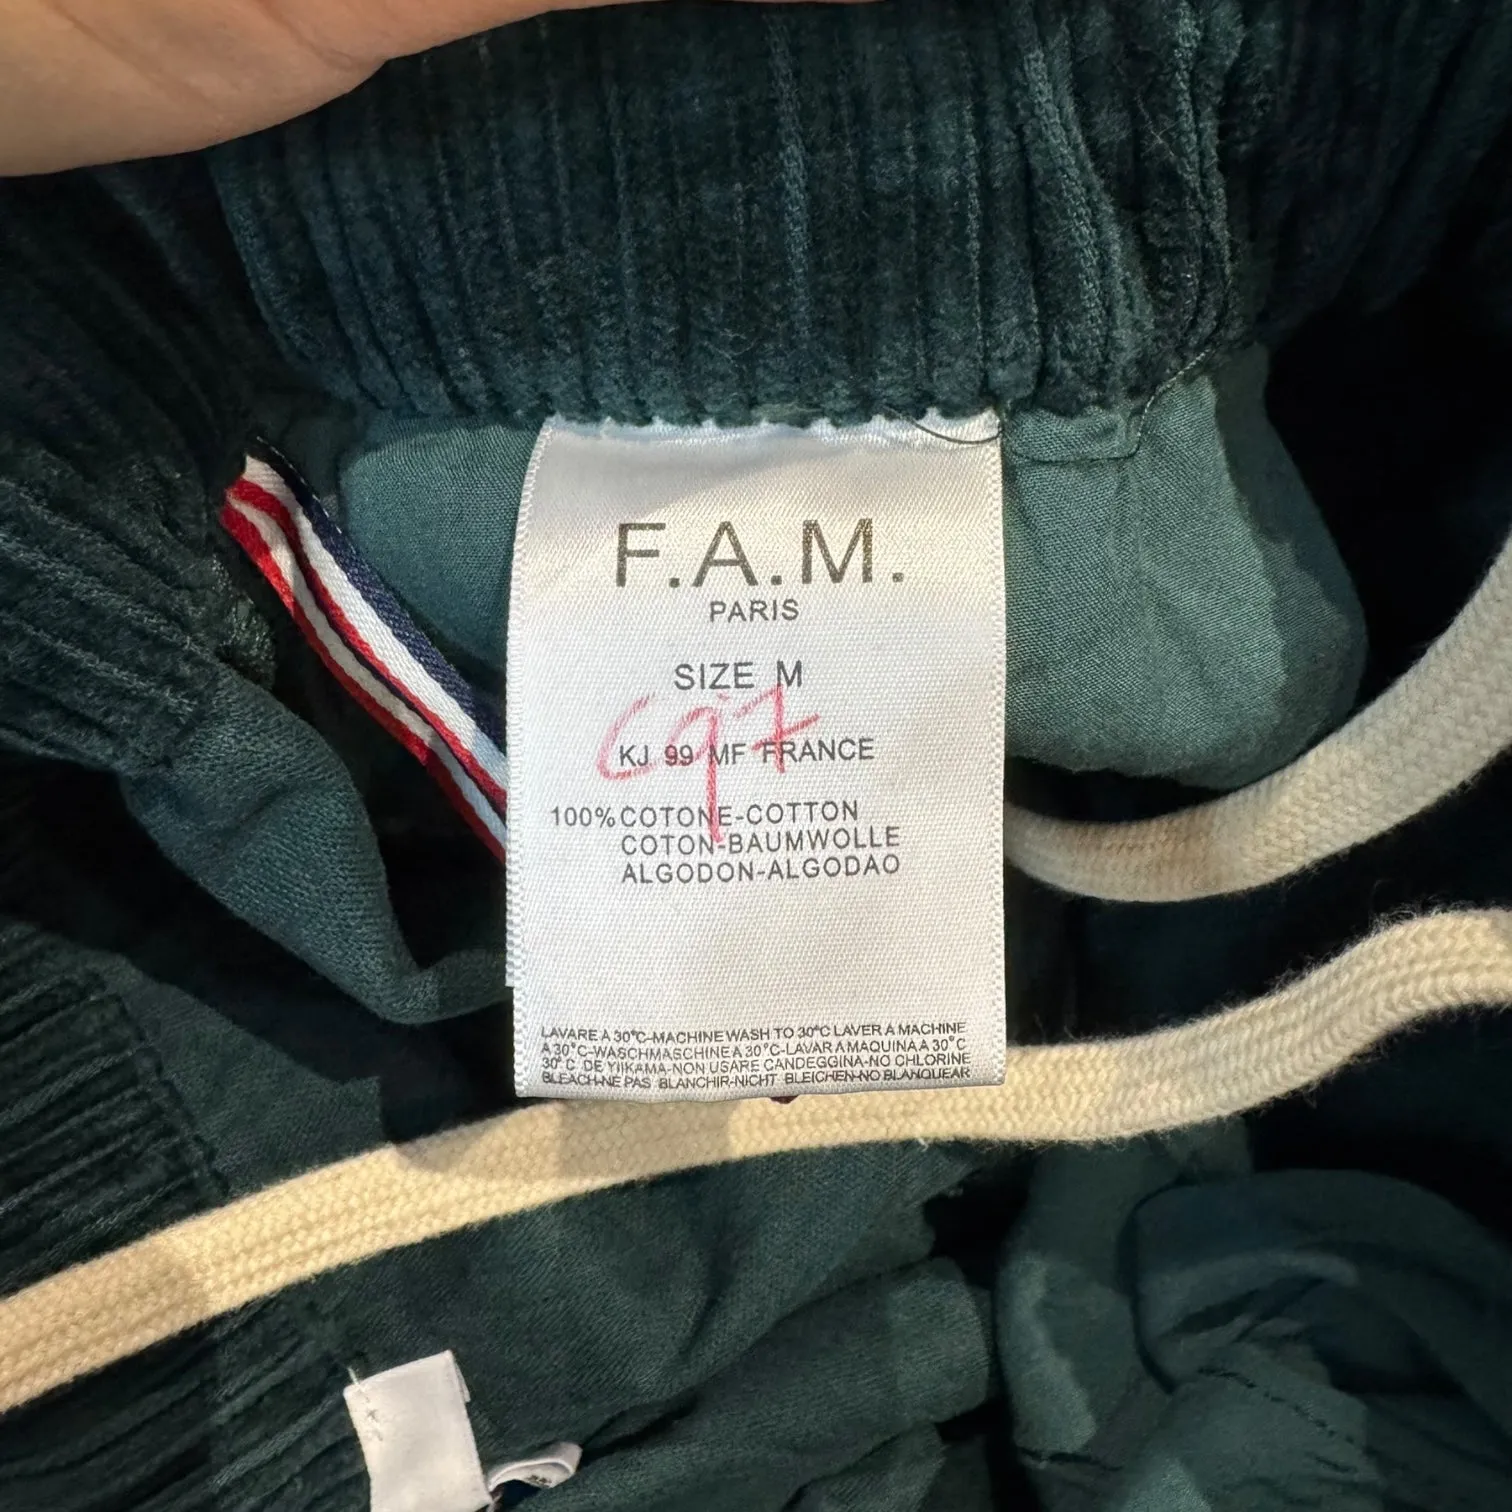 F.A.M.
PARIS
SIZE M
C97
KJ 99 MF FRANCE
100% COTONE-COTTON
COTON-BAUMWOLLE
ALGODON-ALGODAO
LAVARE A 30°C-MACHINE WASH TO 30°C LAVER A MACHINE
A 30°C-WASCHMASCHINE A 30°C-LAVAR A MAQUINA A 30°C
30°C DE YIIKAMA-NON USARE CANDEGGINA-NO CHLORINE
BLEACH-NE PAS BLANCHIR-NICHT BLEICHEN-NO BLANQUEAR